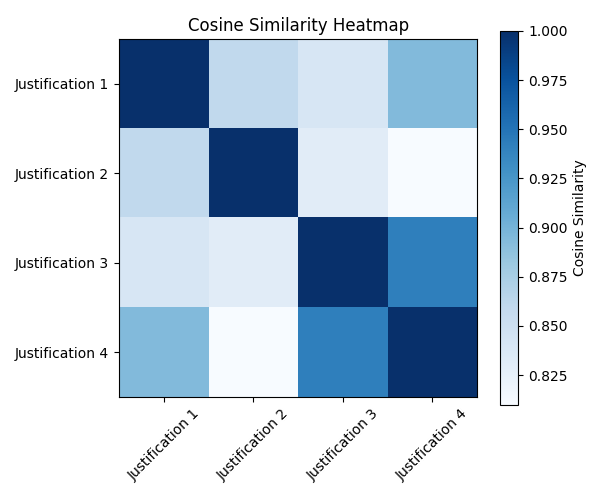 Cosine Similarity Heatmap
Justification 1
Justification 2
Justification 3
Justification 4
Justification 1
Justification 2
Justification 3
Justification 4
1.000
0.975
0.950
0.925
0.900
0.875
0.850
0.825
Cosine Similarity